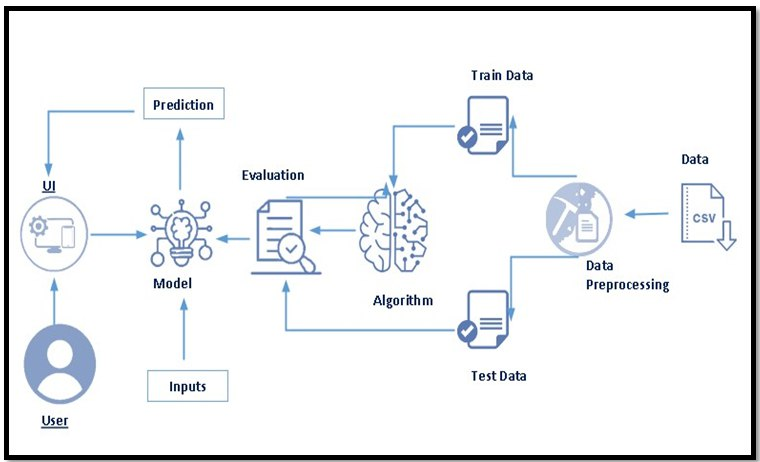 Train Data
Prediction
Data
Evaluation
UI
CSV
Model
Data
Preprocessing
Algorithm
Inputs
Test Data
User